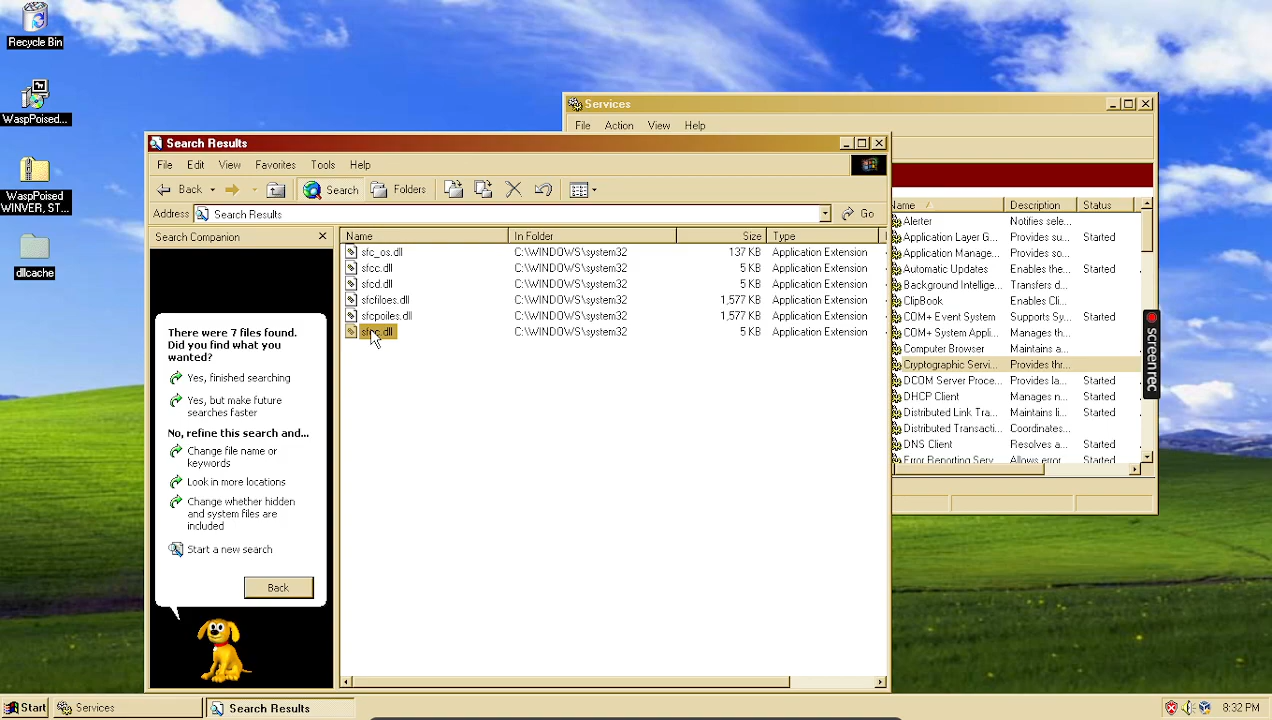 Recycle Bin
WaspPoised...
WaspPoised
WINVER, ST...
dllcache
Services
File Action View Help
Search Results
File Edit View Favorites Tools Help
Back Search Folders
Address Search Results Go
Search Companion
There were 7 files found.
Did you find what you
wanted?
Yes, finished searching
Yes, but make future
searches faster
No, refine this search and...
Change file name or
keywords
Look in more locations
Change whether hidden
and system files are
included
Start a new search
Back
Name In Folder Size Type
sfc_os.dll C:\WINDOWS\system32 137 KB Application Extension
sfcc.dll C:\WINDOWS\system32 5 KB Application Extension
sfcd.dll C:\WINDOWS\system32 5 KB Application Extension
sfcfiloes.dll C:\WINDOWS\system32 1,577 KB Application Extension
sfcpoiles.dll C:\WINDOWS\system32 1,577 KB Application Extension
C:\WINDOWS\system32 5 KB Application Extension
Name Description Status
Alerter Notifies sele...
Application Layer G... Provides su... Started
Application Manage... Provides so...
Automatic Updates Enables the... Started
Background Intellige... Transfers d...
ClipBook Enables Cli...
COM+ Event System Supports Sy... Started
COM+ System Appli... Manages th...
Computer Browser Maintains a...
Cryptographic Servi... Provides thr...
DCOM Server Proce... Provides la... Started
DHCP Client Manages n... Started
Distributed Link Tra... Maintains li... Started
Distributed Transacti... Coordinates...
DNS Client Resolves a... Started
Error Reporting Serv... Allows error... Started
screenrec
Start Services Search Results 8:32 PM